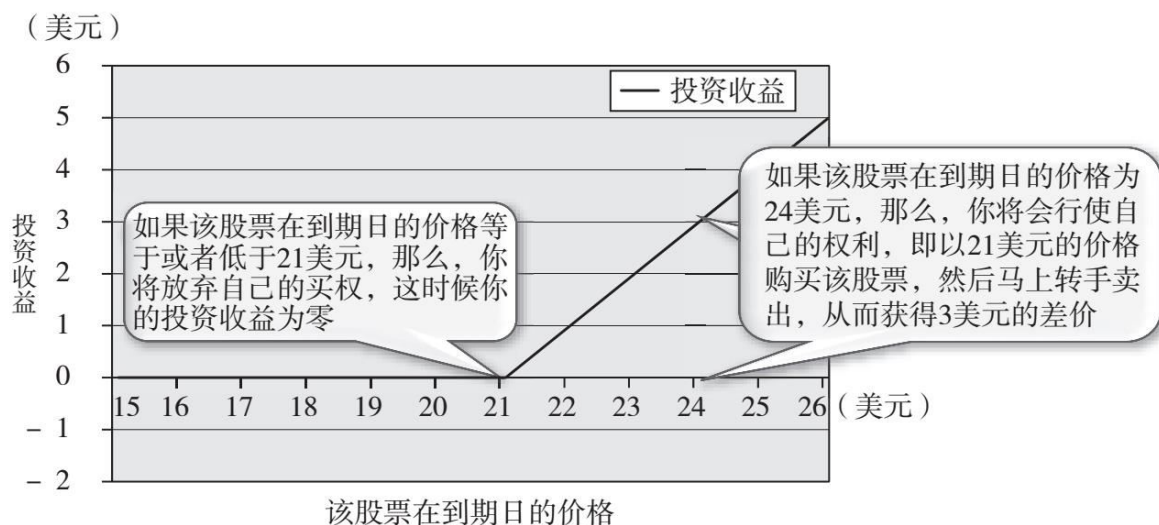 （美元）
6
投资收益
5
4
3
2
1
0
- 1
- 2
投资收益
如果该股票在到期日的价格等
于或者低于21美元，那么，你
将放弃自己的买权，这时候你
的投资收益为零
如果该股票在到期日的价格为
24美元，那么，你将会行使自
己的权利，即以21美元的价格
购买该股票，然后马上转手卖
出，从而获得3美元的差价
15 16 17 18 19 20 21 22 23 24 25 26（美元）
该股票在到期日的价格